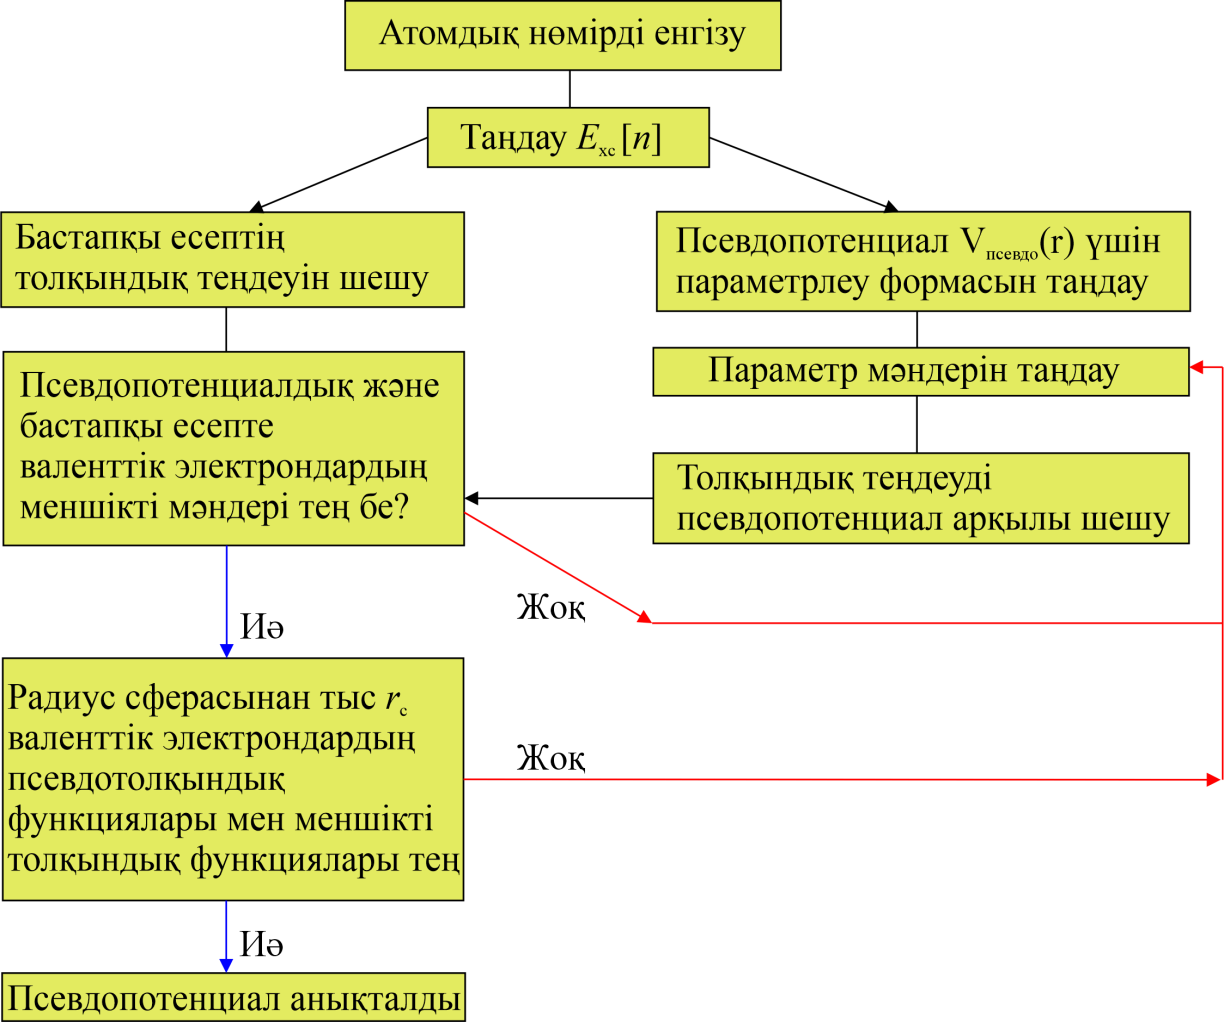 Атомдық нөмірді енгізу
Таңдау Exc [n]
Бастапқы есептің
толқындық теңдеуін шешу
Псевдопотенциал Vпсевдо(r) үшін
параметрлеу формасын таңдау
Параметр мәндерін таңдау
Псевдопотенциалдық және
бастапқы есепте
валенттік электрондардың
меншікті мәндері тең бе?
Толқындық теңдеуді
псевдопотенциал арқылы шешу
Жоқ
Иә
Радиус сферасынан тыс rc
валенттік электрондардың
псевдотолқындық
функциялары мен меншікті
толқындық функциялары тең
Жоқ
Иә
Псевдопотенциал анықталды